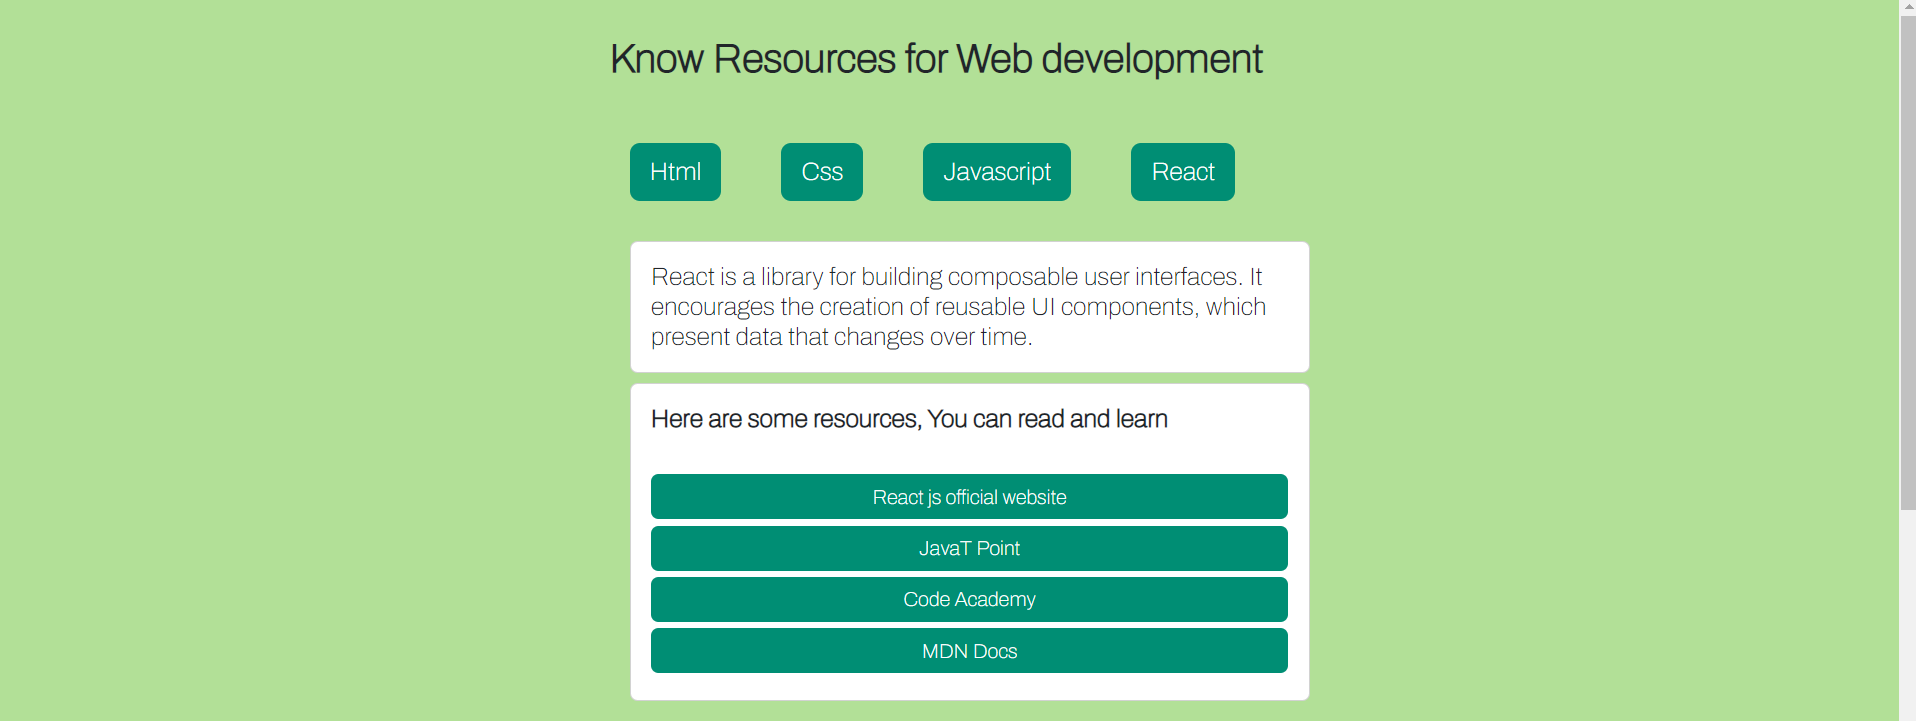 Know Resources for Web development
Html Css Javascript React
React is a library for building composable user interfaces. It
encourages the creation of reusable UI components, which
present data that changes over time.
Here are some resources, You can read and learn
React js official website
JavaT Point
Code Academy
MDN Docs